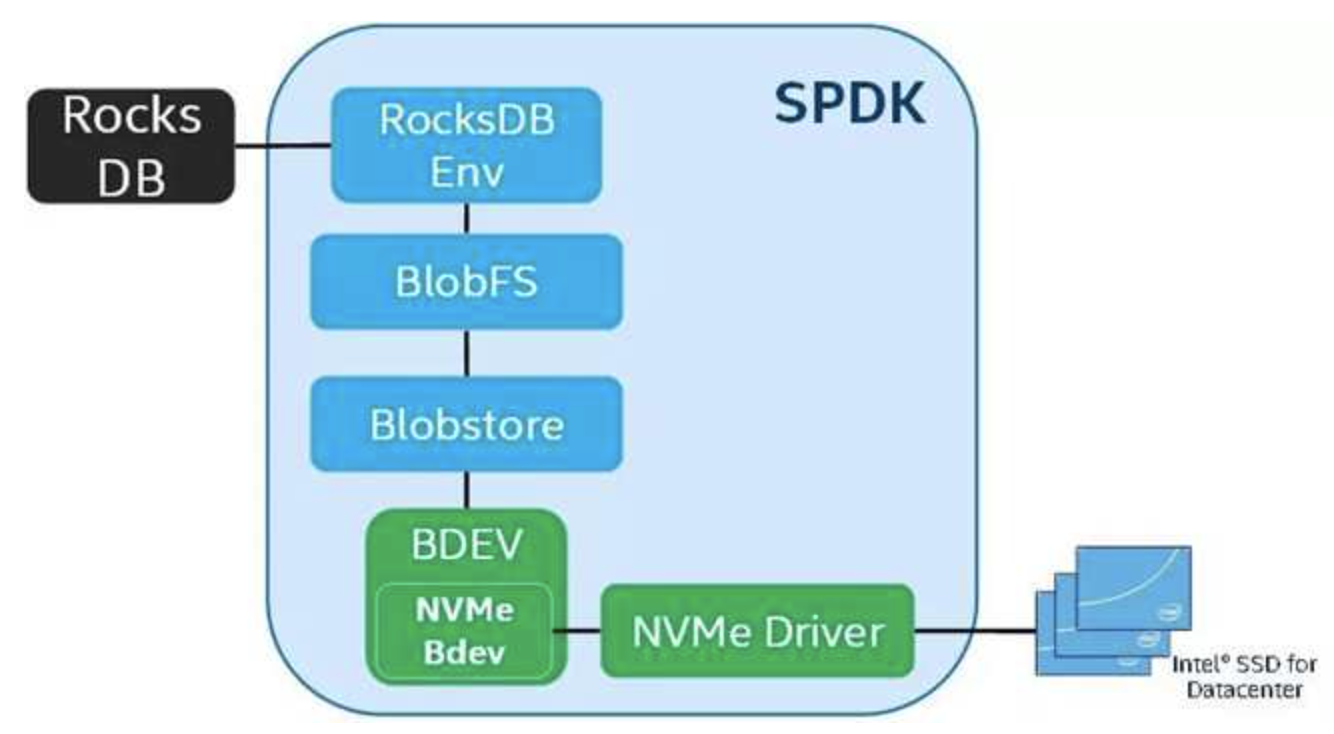 SPDK
Rocks
DB
RocksDB
Env
BlobFS
Blobstore
BDEV
NVMe
Bdev
NVMe Driver
Intel® SSD for
Datacenter